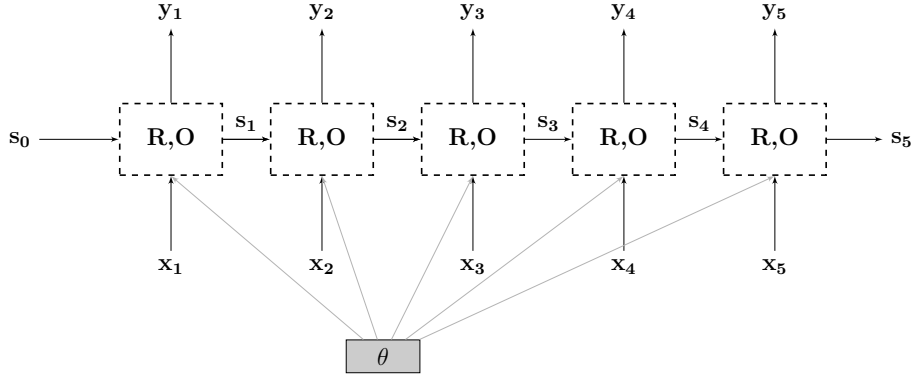 y₁ y₂ y₃ y₄ y₅
s₀ R,O s₁ R,O s₂ R,O s₃ R,O s₄ R,O s₅
x₁ x₂ x₃ x₄ x₅
θ